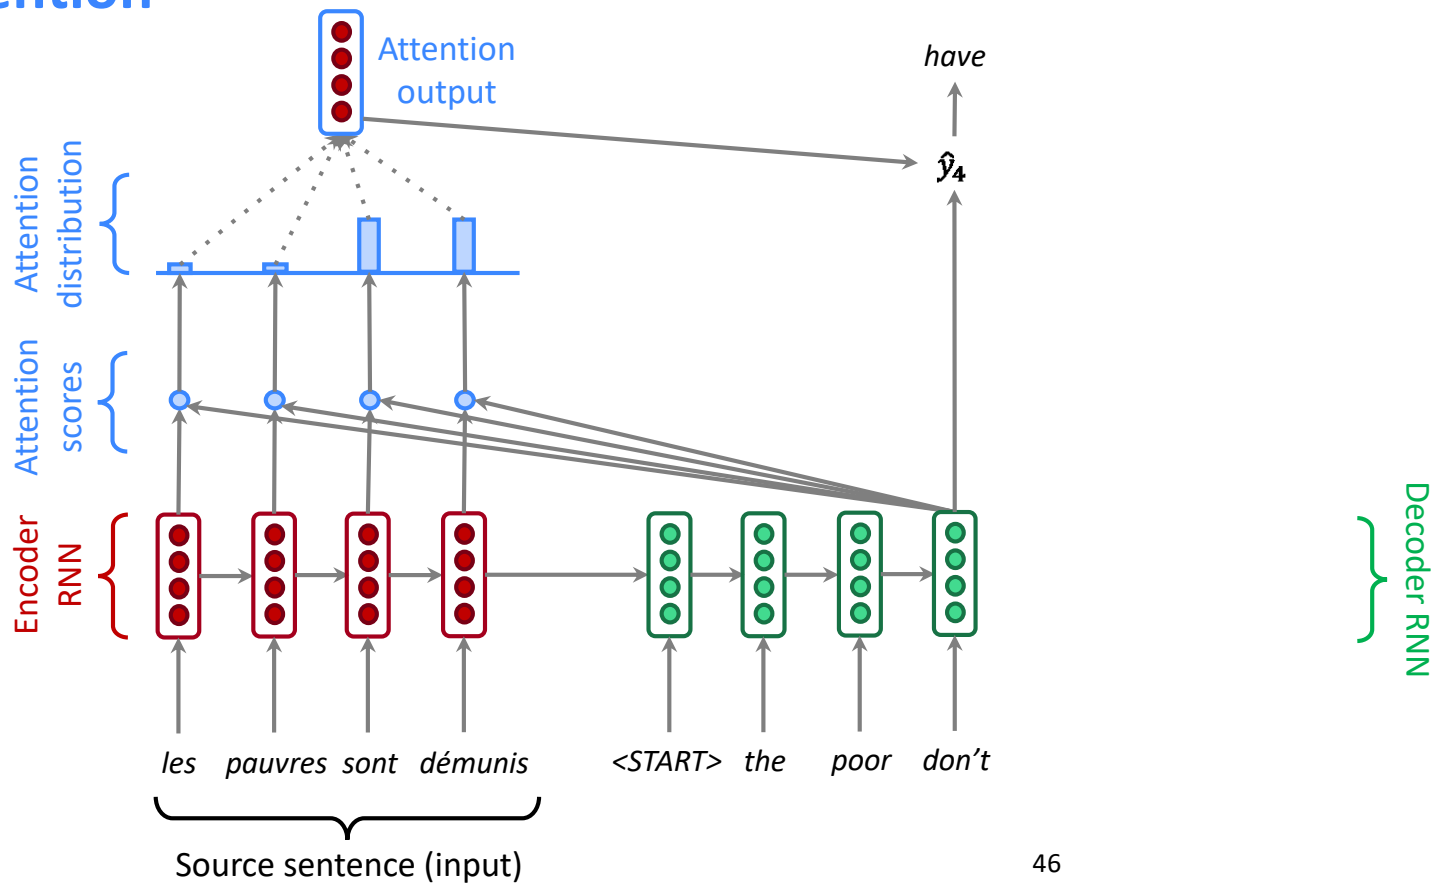 Attention
output
have
Attention
distribution
ŷ₄
Attention
scores
Encoder
RNN
Decoder RNN
les pauvres sont démunis
<START> the poor don’t
Source sentence (input)
46